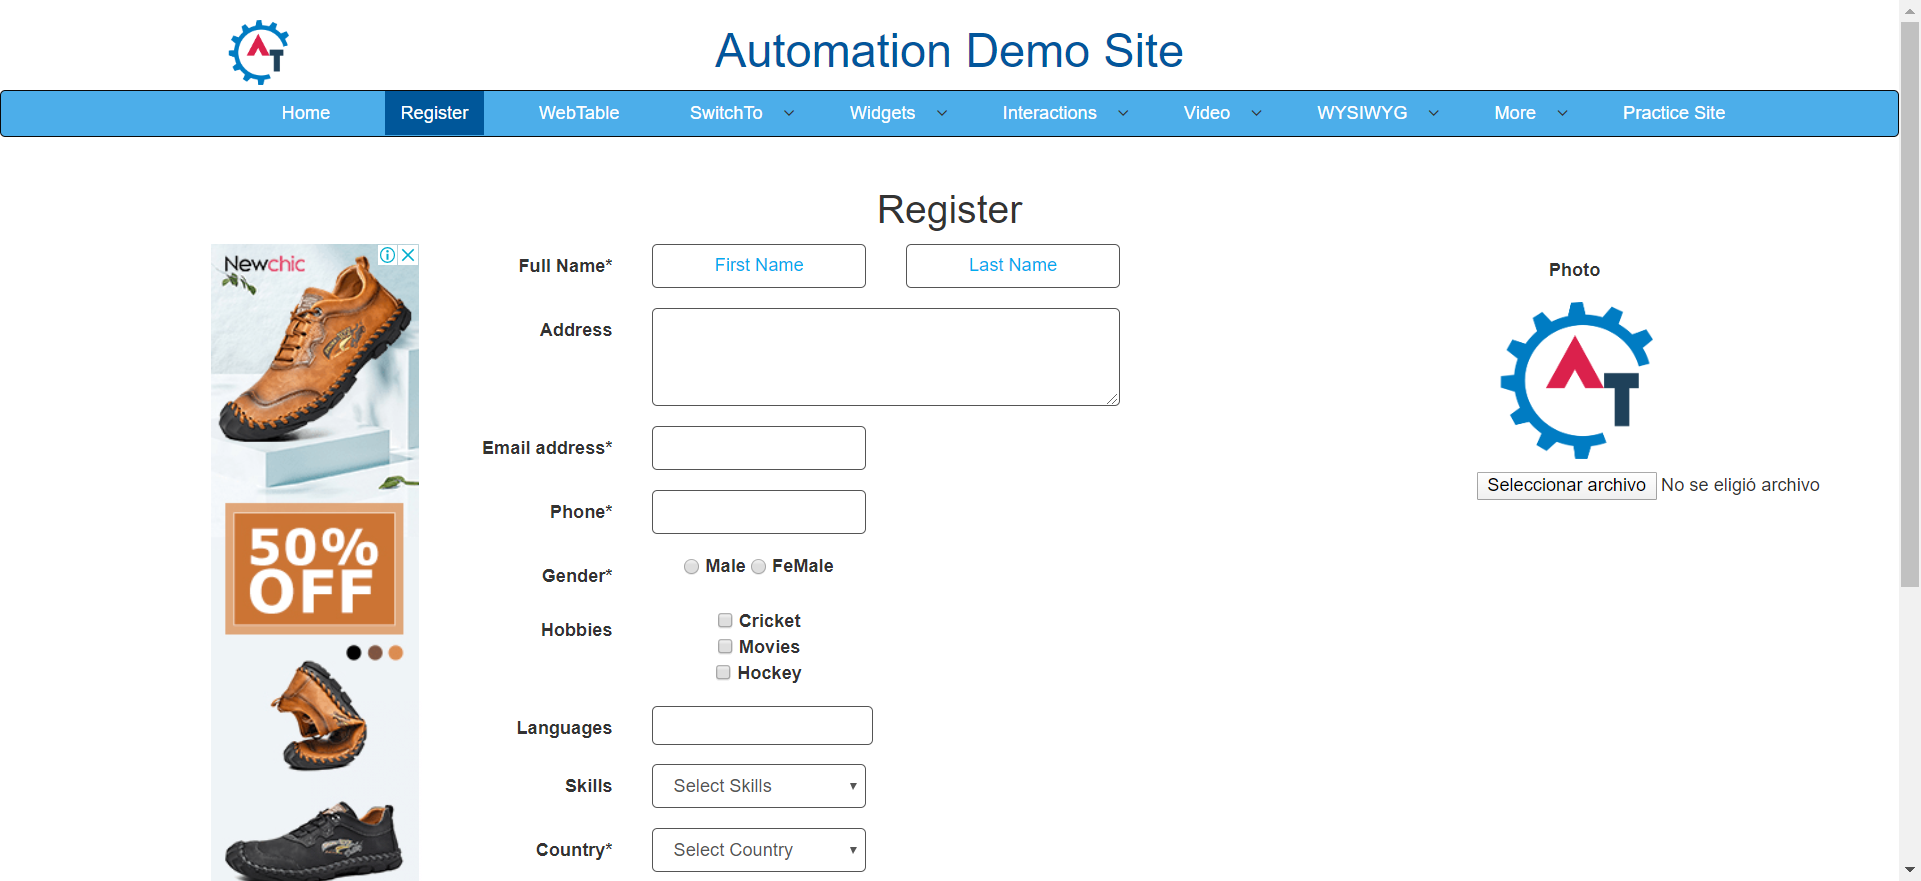 Automation Demo Site
Home Register WebTable SwitchTo Widgets Interactions Video WYSIWYG More Practice Site
Register
Newchic
50%
OFF
Full Name* First Name Last Name
Address
Email address*
Phone*
Gender* Male FeMale
Hobbies Cricket
Movies
Hockey
Languages
Skills Select Skills
Country* Select Country
Photo
AT
Seleccionar archivo No se eligió archivo